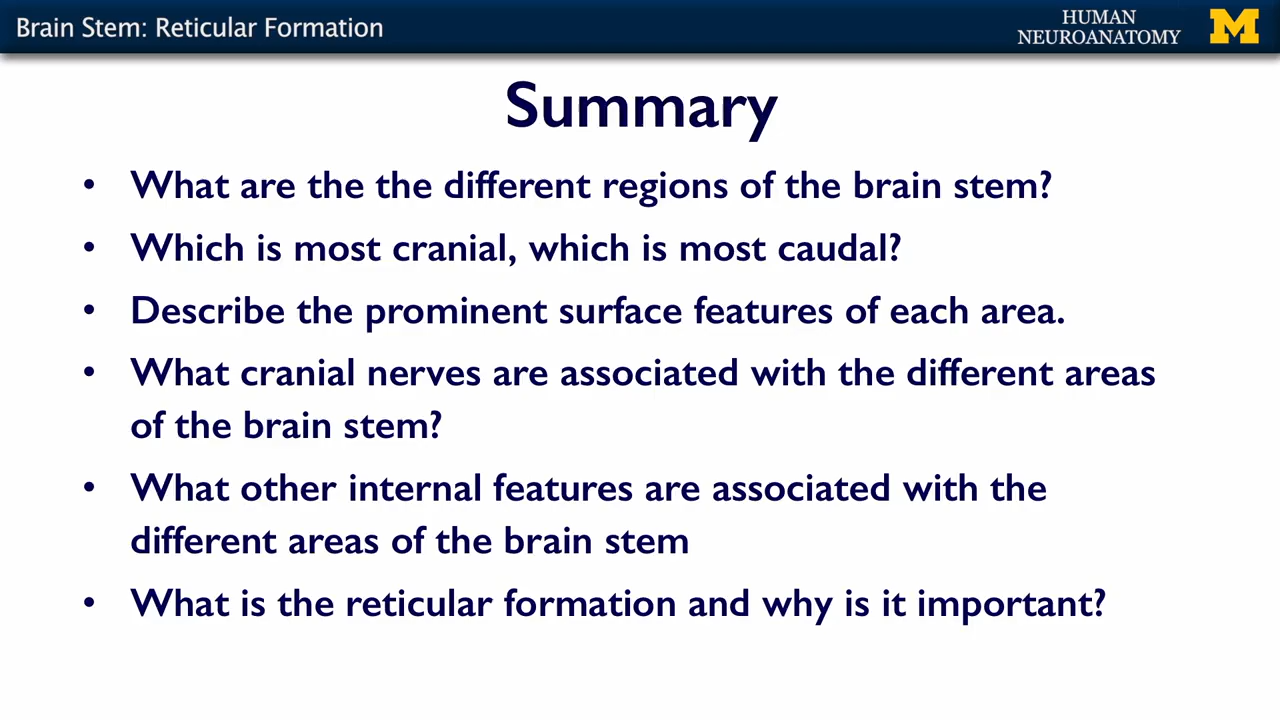 Brain Stem: Reticular Formation
HUMAN
NEUROANATOMY
M
Summary
• What are the the different regions of the brain stem?
• Which is most cranial, which is most caudal?
• Describe the prominent surface features of each area.
• What cranial nerves are associated with the different areas
of the brain stem?
• What other internal features are associated with the
different areas of the brain stem
• What is the reticular formation and why is it important?